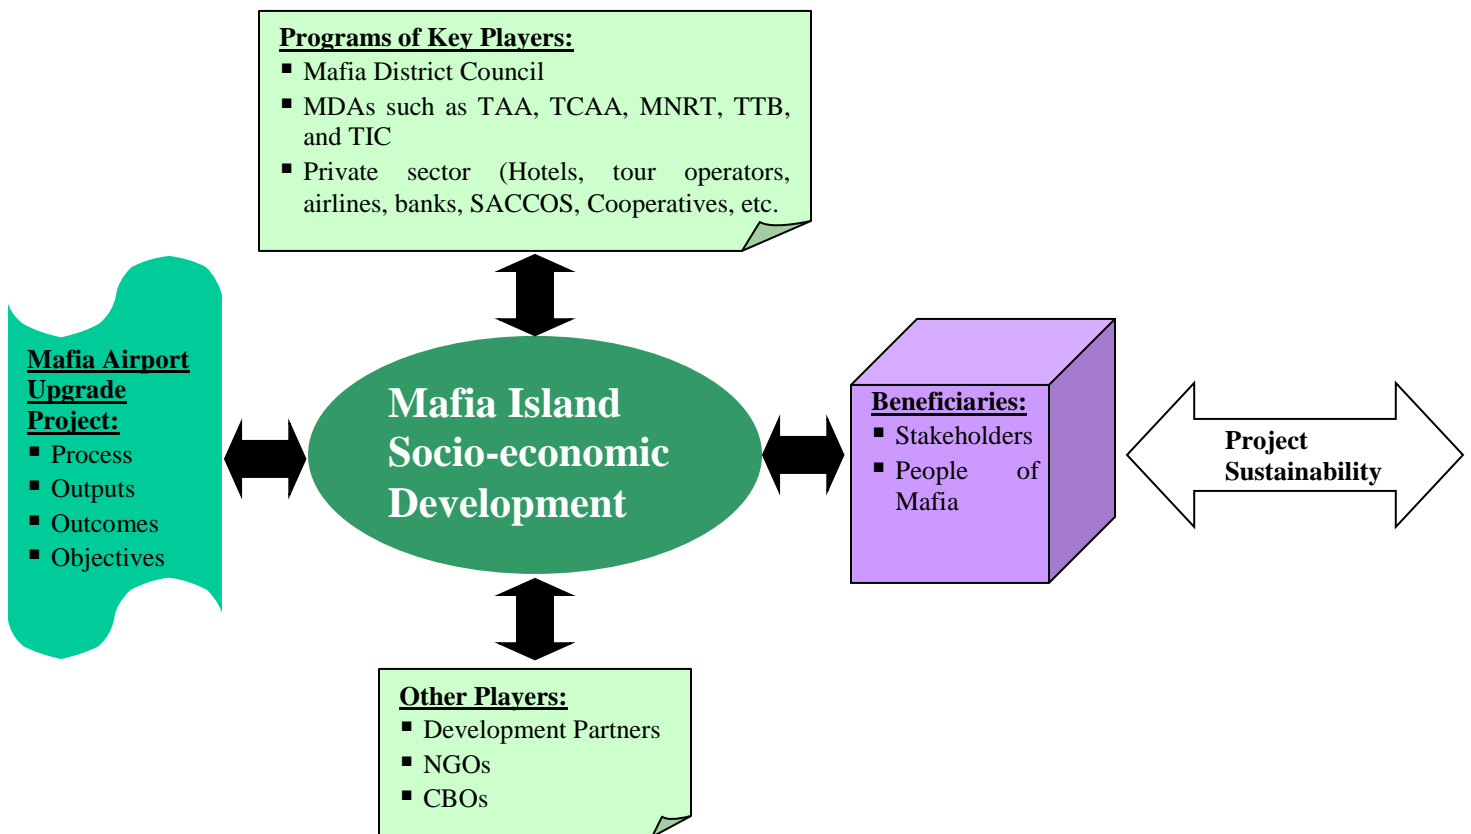 Programs of Key Players:
▪ Mafia District Council
▪ MDAs such as TAA, TCAA, MNRT, TTB,
and TIC
▪ Private sector (Hotels, tour operators,
airlines, banks, SACCOS, Cooperatives, etc.
Mafia Airport
Upgrade
Project:
▪ Process
▪ Outputs
▪ Outcomes
▪ Objectives
Mafia Island
Socio-economic
Development
Beneficiaries:
▪ Stakeholders
▪ People of
Mafia
Project
Sustainability
Other Players:
▪ Development Partners
▪ NGOs
▪ CBOs